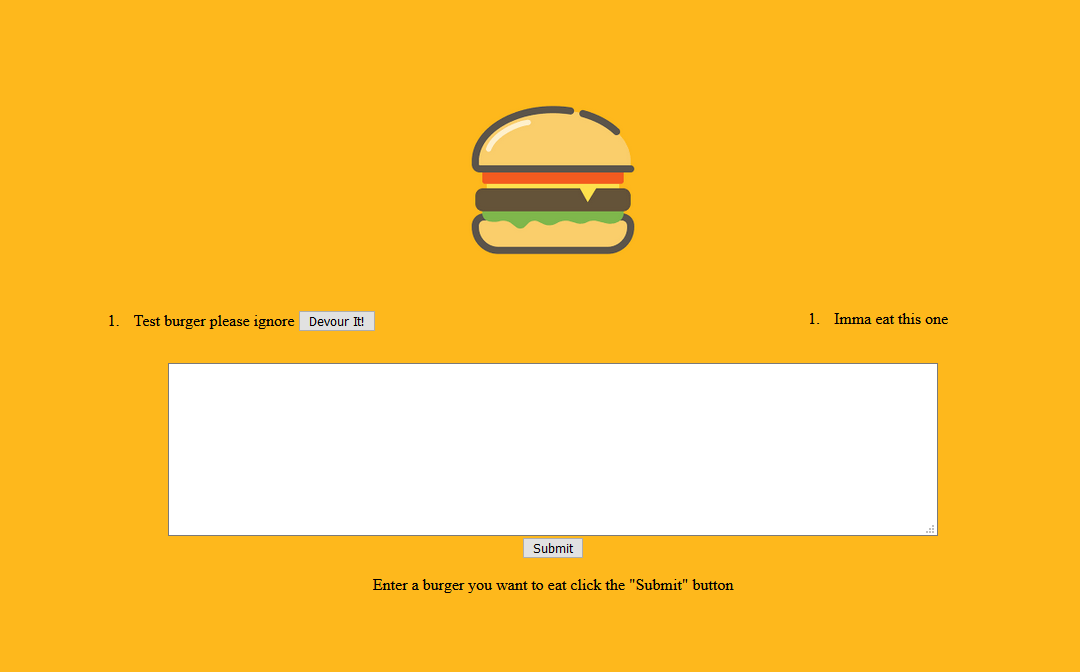 1. Test burger please ignore Devour It!
1. Imma eat this one
Submit
Enter a burger you want to eat click the "Submit" button